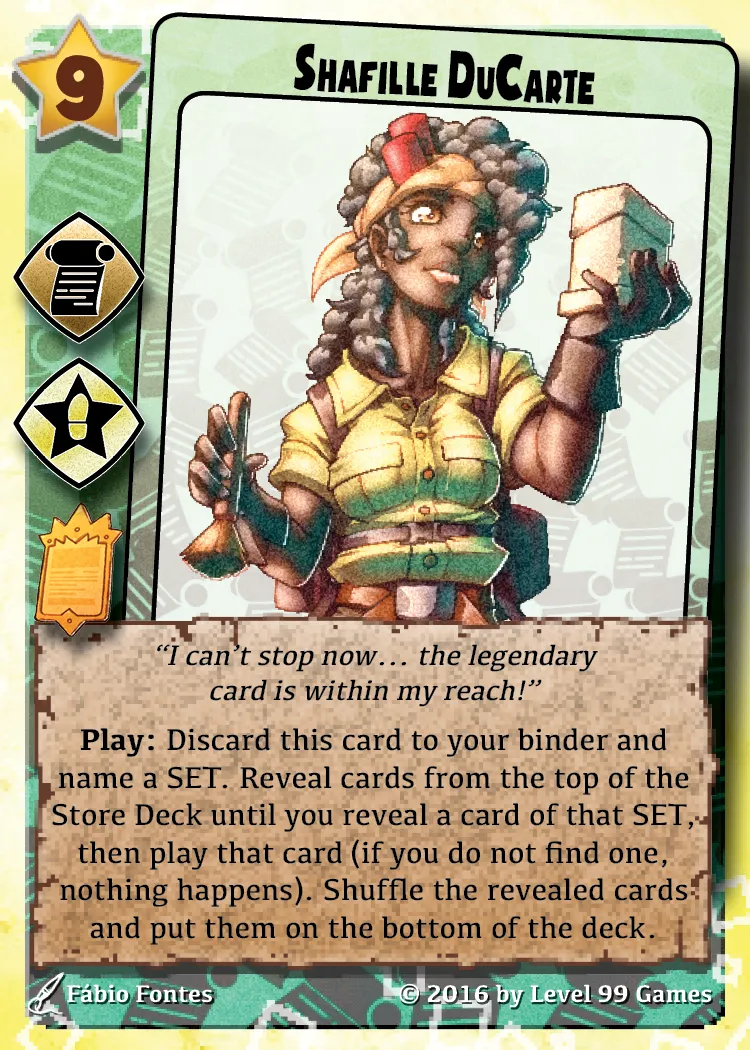 9
SHAFILLE DUCARTE
“I can’t stop now... the legendary
card is within my reach!”
Play: Discard this card to your binder and
name a SET. Reveal cards from the top of the
Store Deck until you reveal a card of that SET,
then play that card (if you do not find one,
nothing happens). Shuffle the revealed cards
and put them on the bottom of the deck.
Fábio Fontes
© 2016 by Level 99 Games